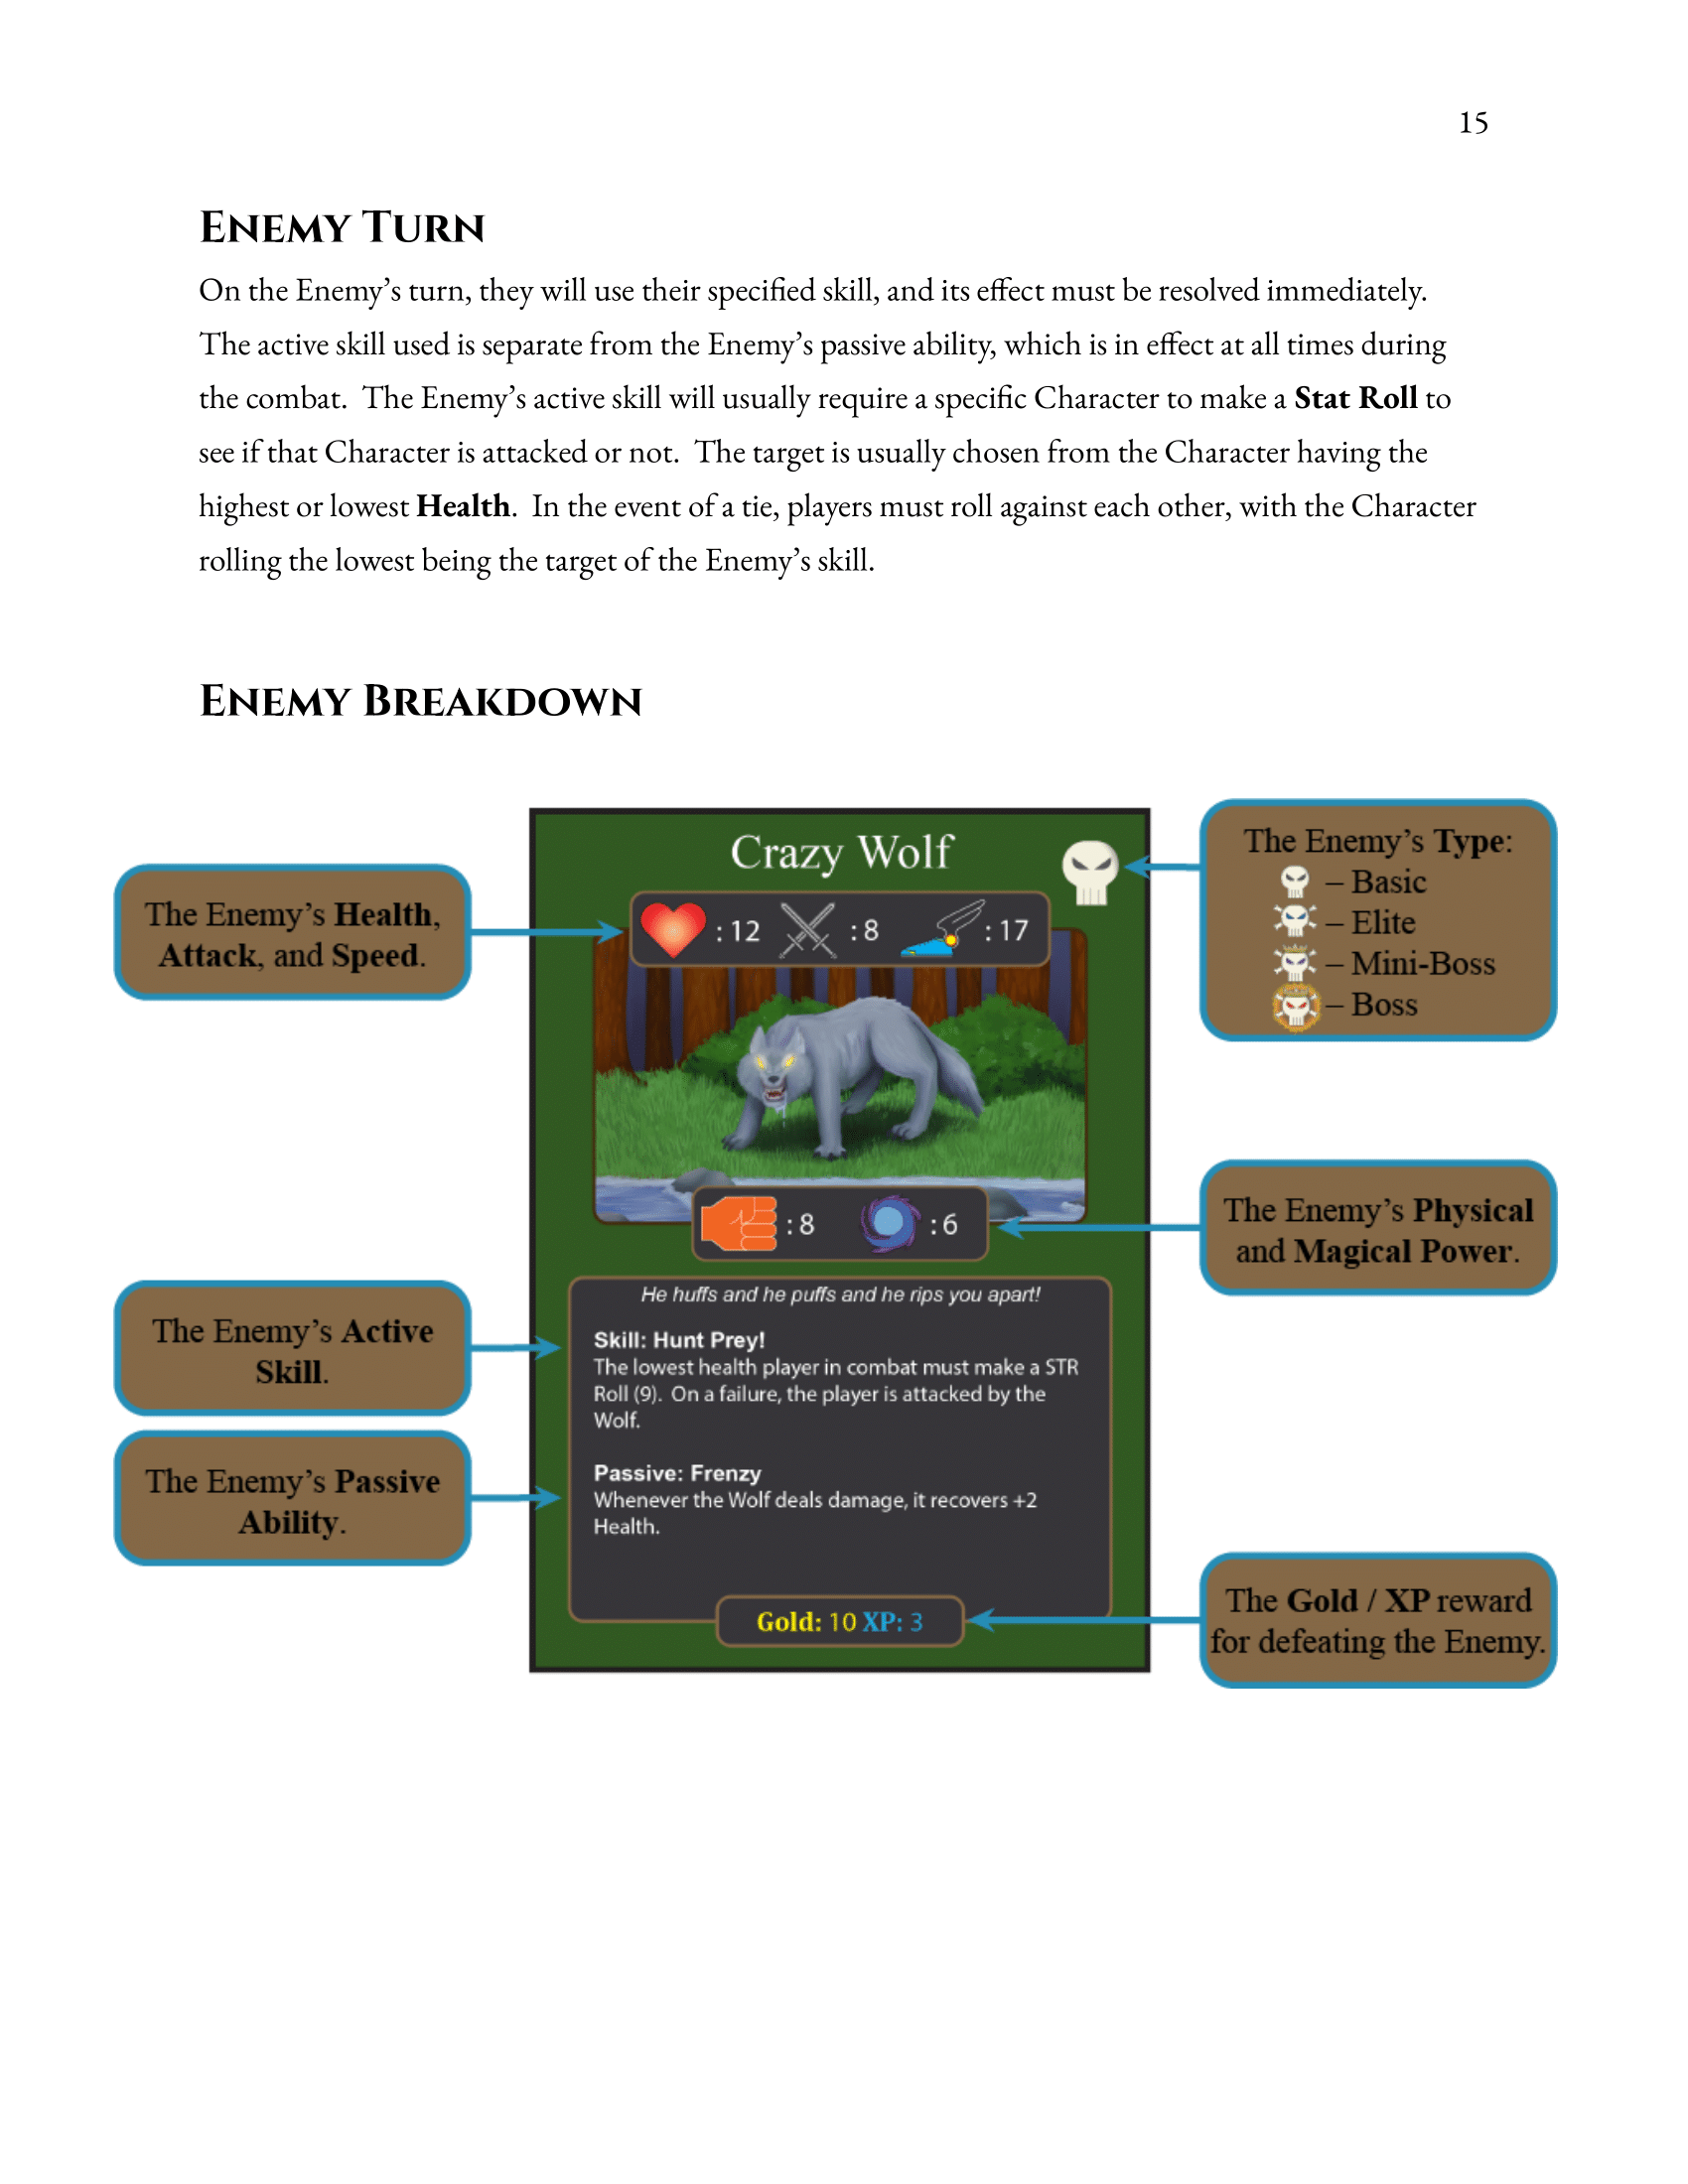 15
Enemy Turn
On the Enemy’s turn, they will use their specified skill, and its effect must be resolved immediately.
The active skill used is separate from the Enemy’s passive ability, which is in effect at all times during
the combat.  The Enemy’s active skill will usually require a specific Character to make a Stat Roll to
see if that Character is attacked or not.  The target is usually chosen from the Character having the
highest or lowest Health.  In the event of a tie, players must roll against each other, with the Character
rolling the lowest being the target of the Enemy’s skill.
Enemy Breakdown
Crazy Wolf
: 12 : 8 : 17
The Enemy’s Health,
Attack, and Speed.
The Enemy’s Type:
– Basic
– Elite
– Mini-Boss
– Boss
: 8 : 6
The Enemy’s Physical
and Magical Power.
He huffs and he puffs and he rips you apart!
The Enemy’s Active
Skill.
Skill: Hunt Prey!
The lowest health player in combat must make a STR
Roll (9).  On a failure, the player is attacked by the
Wolf.
The Enemy’s Passive
Ability.
Passive: Frenzy
Whenever the Wolf deals damage, it recovers +2
Health.
Gold: 10 XP: 3
The Gold / XP reward
for defeating the Enemy.